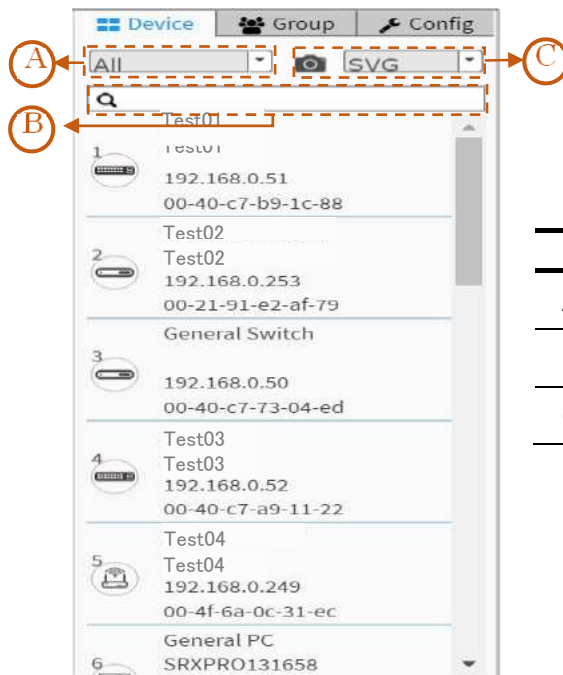 Device Group Config
A All SVG C
B
Test01
1 Test01
192.168.0.51
00-40-c7-b9-1c-88
Test02
2 Test02
192.168.0.253
00-21-91-e2-af-79
General Switch
3
192.168.0.50
00-40-c7-73-04-ed
Test03
4 Test03
192.168.0.52
00-40-c7-a9-11-22
Test04
5 Test04
192.168.0.249
00-4f-6a-0c-31-ec
General PC
6 SRXPRO131658